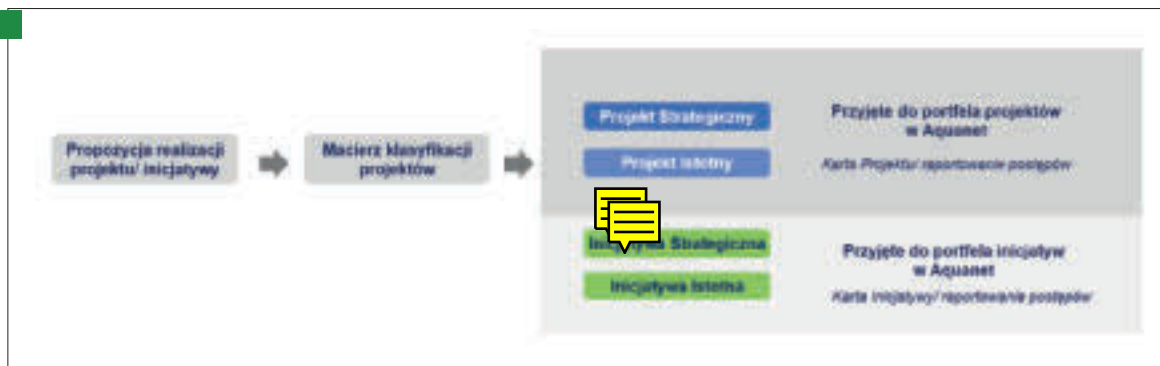 Propozycja realizacji
projektu/ inicjatywy
Macierz klasyfikacji
projektów
Projekt Strategiczny
Projekt Istotny
Przyjęte do portfela projektów
w Aquanet
Karta Projektu/ raportowanie postępów
Strategiczna
Inicjatywa Istotna
Przyjęte do portfela inicjatyw
w Aquanet
Karta Inicjatywy/ raportowanie postępów